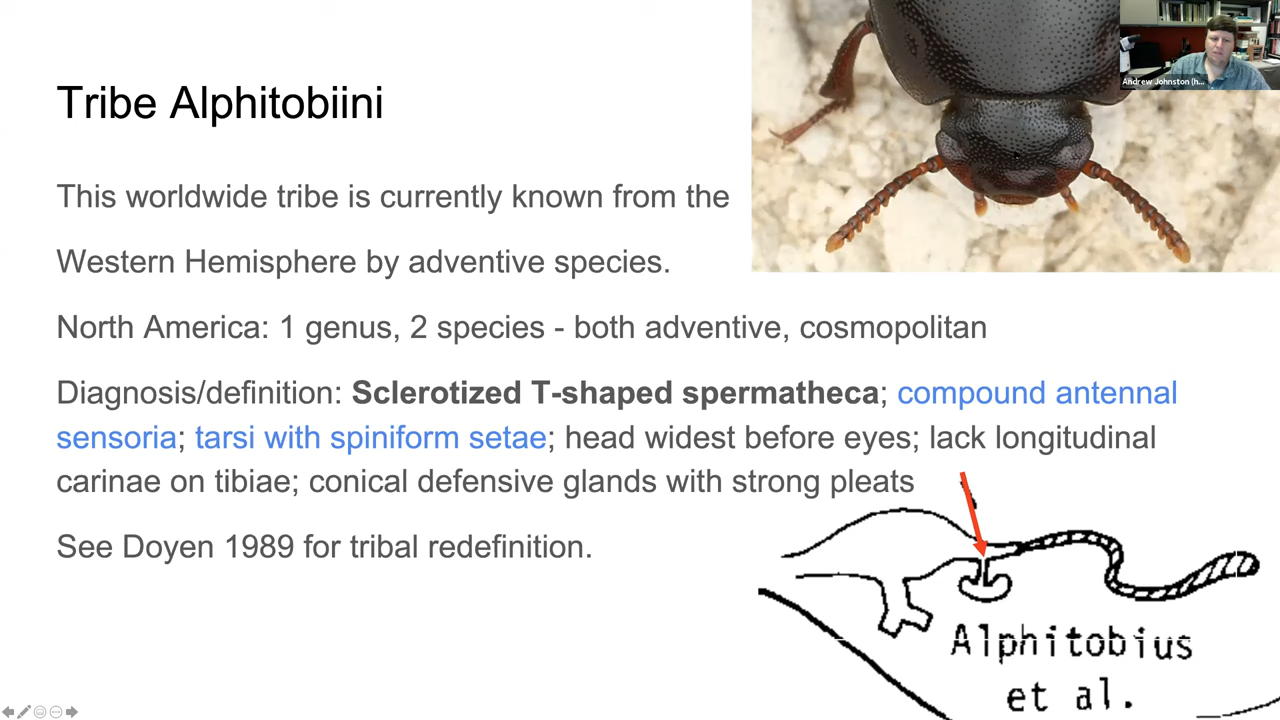 Andrew Johnston (h...
Tribe Alphitobiini
This worldwide tribe is currently known from the
Western Hemisphere by adventive species.
North America: 1 genus, 2 species - both adventive, cosmopolitan
Diagnosis/definition: Sclerotized T-shaped spermatheca; compound antennal
sensoria; tarsi with spiniform setae; head widest before eyes; lack longitudinal
carinae on tibiae; conical defensive glands with strong pleats
See Doyen 1989 for tribal redefinition.
Alphitobius
et al.